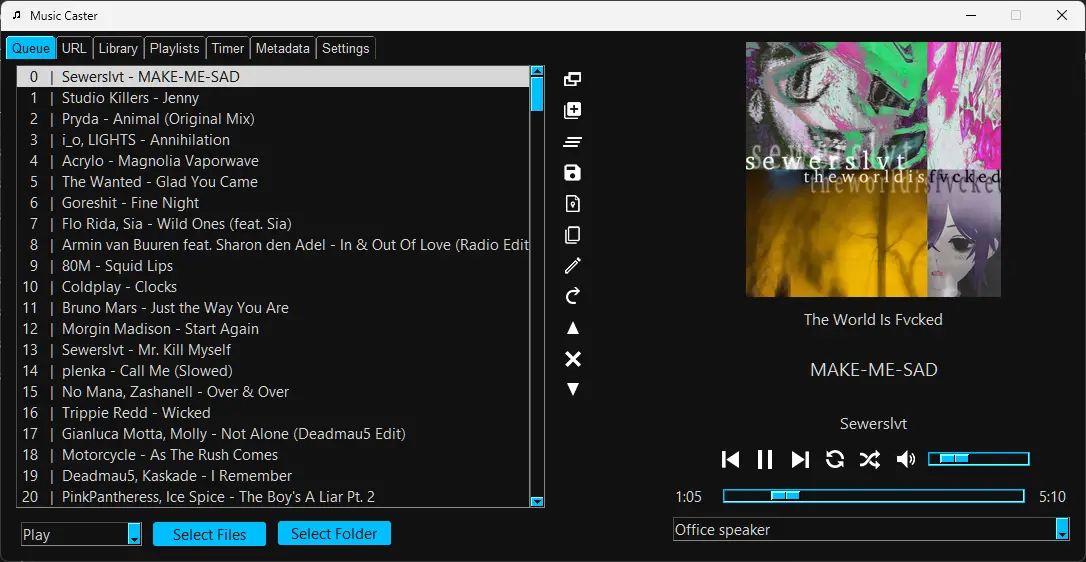 Music Caster
Queue URL Library Playlists Timer Metadata Settings
0 | Sewerslvt - MAKE-ME-SAD
1 | Studio Killers - Jenny
2 | Pryda - Animal (Original Mix)
3 | i_o, LIGHTS - Annihilation
4 | Acrylo - Magnolia Vaporwave
5 | The Wanted - Glad You Came
6 | Goreshit - Fine Night
7 | Flo Rida, Sia - Wild Ones (feat. Sia)
8 | Armin van Buuren feat. Sharon den Adel - In & Out Of Love (Radio Edit
9 | 80M - Squid Lips
10 | Coldplay - Clocks
11 | Bruno Mars - Just the Way You Are
12 | Morgin Madison - Start Again
13 | Sewerslvt - Mr. Kill Myself
14 | plenka - Call Me (Slowed)
15 | No Mana, Zashanell - Over & Over
16 | Trippie Redd - Wicked
17 | Gianluca Motta, Molly - Not Alone (Deadmau5 Edit)
18 | Motorcycle - As The Rush Comes
19 | Deadmau5, Kaskade - I Remember
20 | PinkPantheress, Ice Spice - The Boy's A Liar Pt. 2
Play
Select Files
Select Folder
sewerslvt
sewerslvt
theworldisfvcked
theworldisfvcked
The World Is Fvcked
MAKE-ME-SAD
Sewerslvt
1:05
5:10
Office speaker